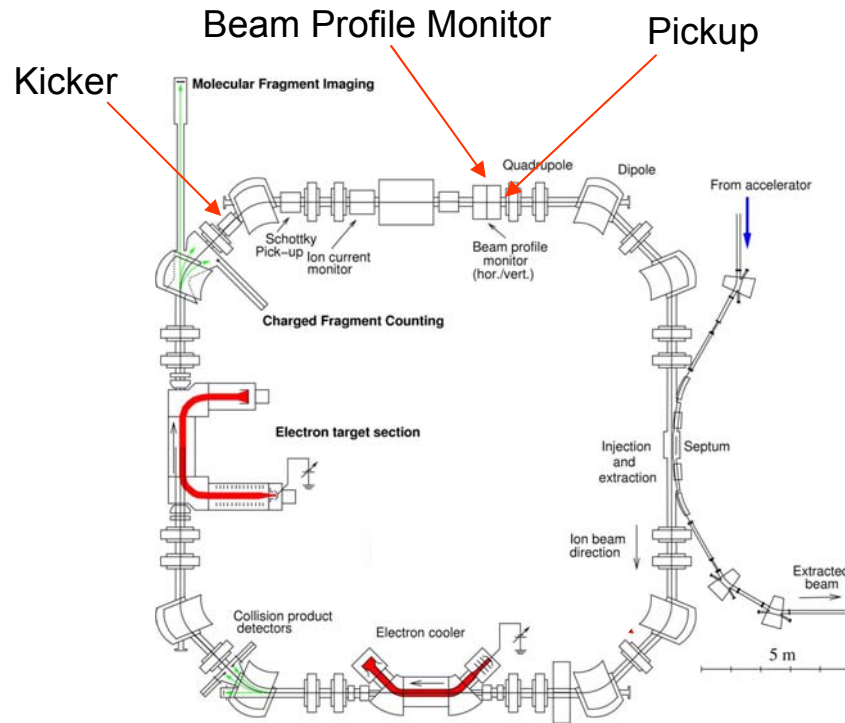 Beam Profile Monitor
Pickup
Kicker
Molecular Fragment Imaging
Quadrupole
Dipole
From accelerator
Schottky
Pick-up
Ion current
monitor
Beam profile
monitor
(hor./vert.)
Charged Fragment Counting
Electron target section
Injection
and
extraction
Septum
Ion beam
direction
Extracted
beam
Collision product
detectors
Electron cooler
5 m